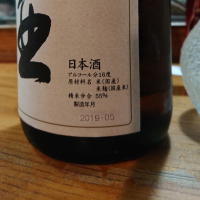 日本酒
アルコール分16度
原材料名 米(国産)
米麹(国産米)
精米歩合 55%
製造年月
2019-05